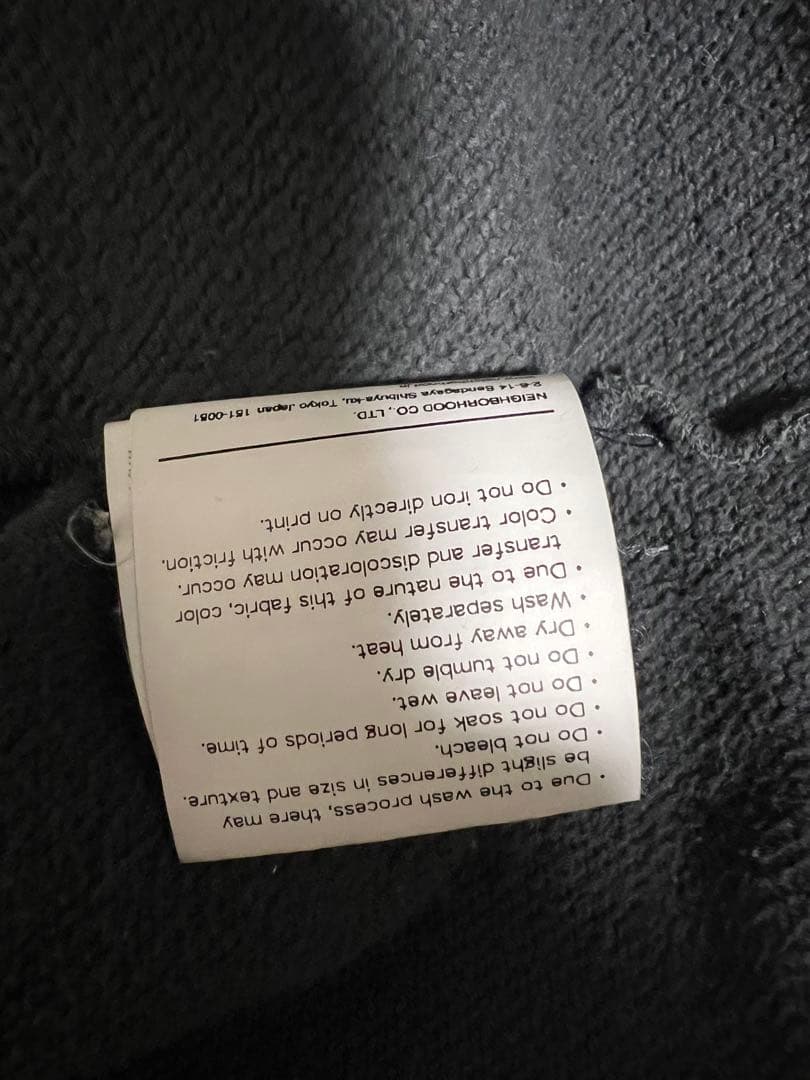 • Due to the wash process, there may
be slight differences in size and texture.
• Do not bleach.
• Do not soak for long periods of time.
• Do not leave wet.
• Do not tumble dry.
• Dry away from heat.
• Wash separately.
• Due to the nature of this fabric, color
transfer and discoloration may occur.
• Color transfer may occur with friction.
• Do not iron directly on print.
NEIGHBORHOOD CO., LTD.
2-6-14 Sendagaya Shibuya-ku, Tokyo Japan 151-0051